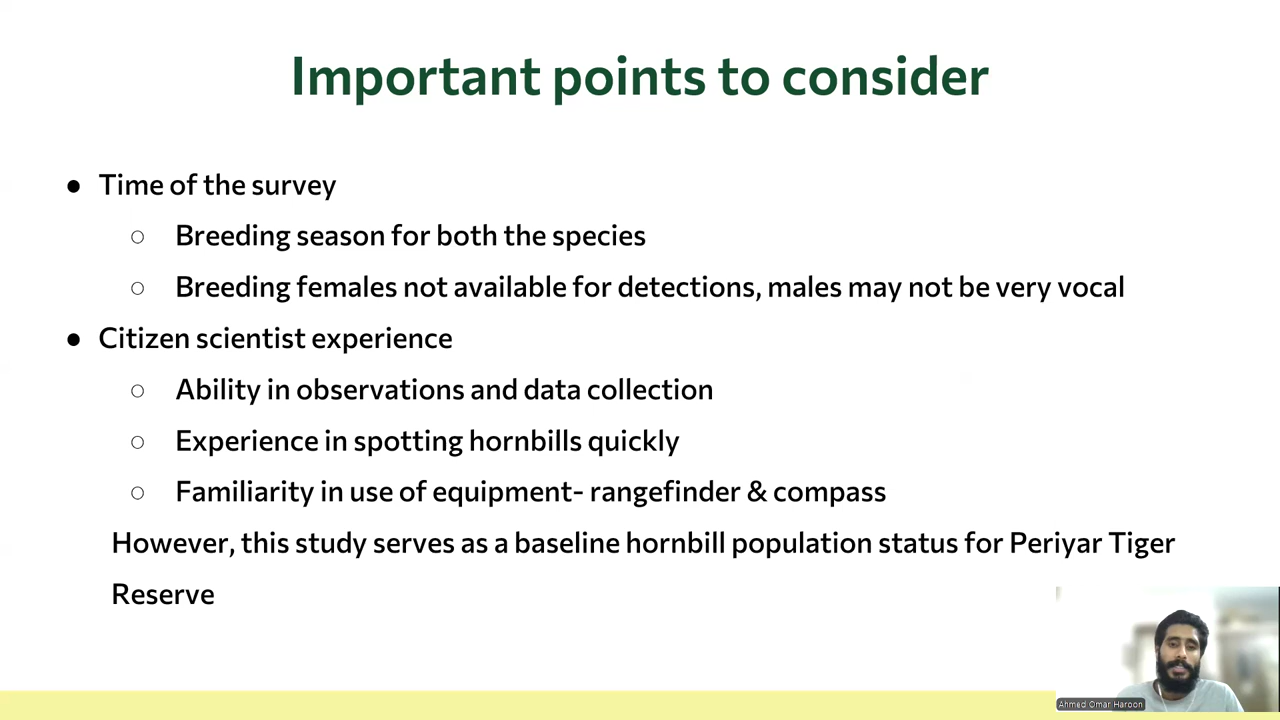 Important points to consider
● Time of the survey
○ Breeding season for both the species
○ Breeding females not available for detections, males may not be very vocal
● Citizen scientist experience
○ Ability in observations and data collection
○ Experience in spotting hornbills quickly
○ Familiarity in use of equipment- rangefinder & compass
However, this study serves as a baseline hornbill population status for Periyar Tiger
Reserve
Ahmed Omar Haroon